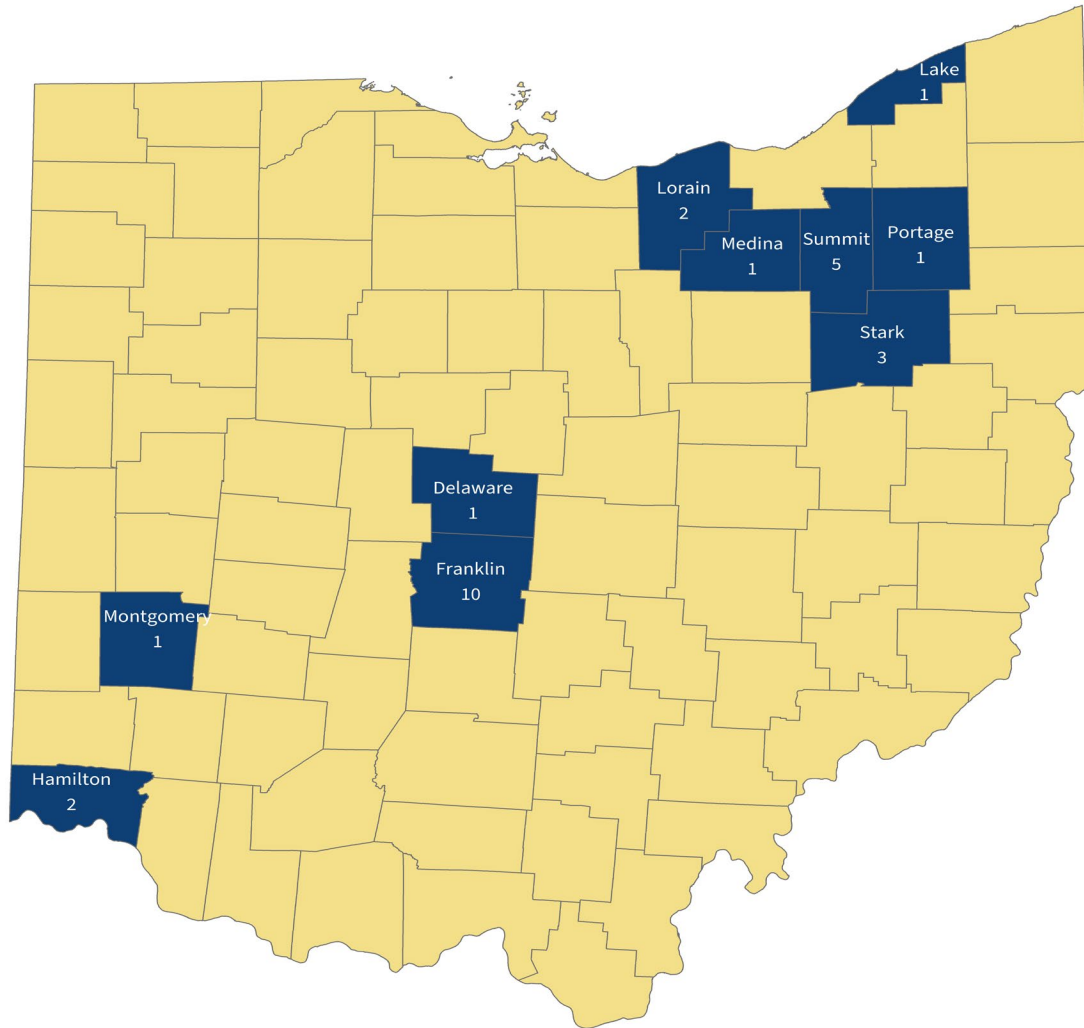 Lake
1
Lorain
2
Medina
1
Summit
5
Portage
1
Stark
3
Delaware
1
Franklin
10
Montgomery
1
Hamilton
2